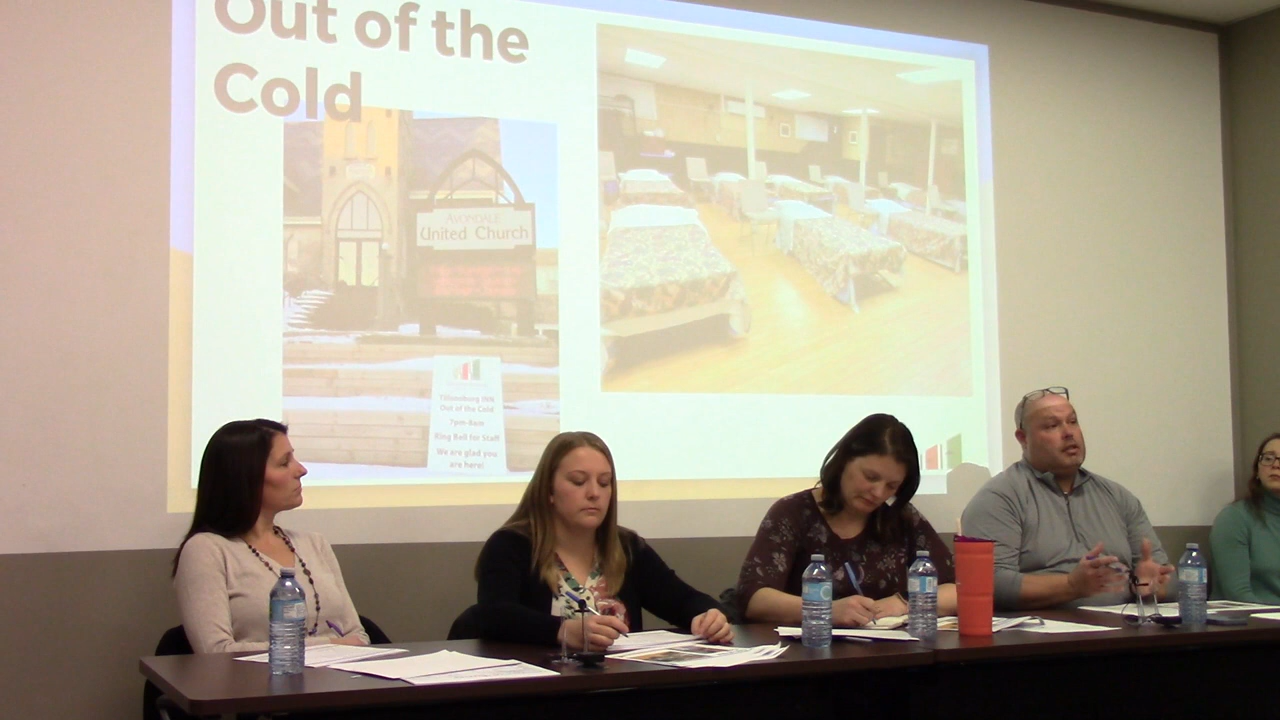 Out of the
Cold
AVONDALE
United Church
Tillsonburg INN
Out of the Cold
7pm-8am
Ring Bell for Staff
We are glad you
are here!